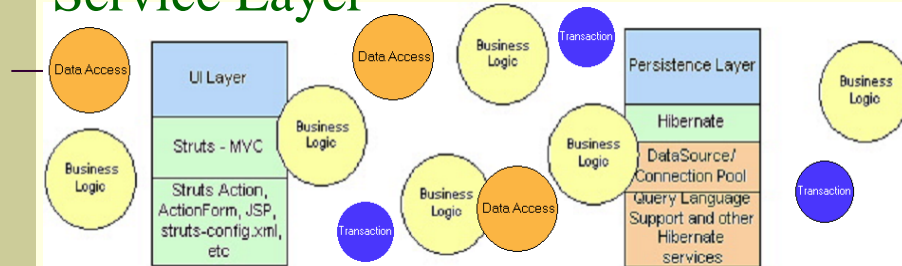 Service Layer
Data Access
Business
Logic
UI Layer
Struts - MVC
Struts Action,
ActionForm, JSP,
struts-config.xml,
etc
Business
Logic
Data Access
Transaction
Business
Logic
Transaction
Business
Logic
Data Access
Business
Logic
Persistence Layer
Hibernate
DataSource/
Connection Pool
Query Language
Support and other
Hibernate
services
Business
Logic
Transaction